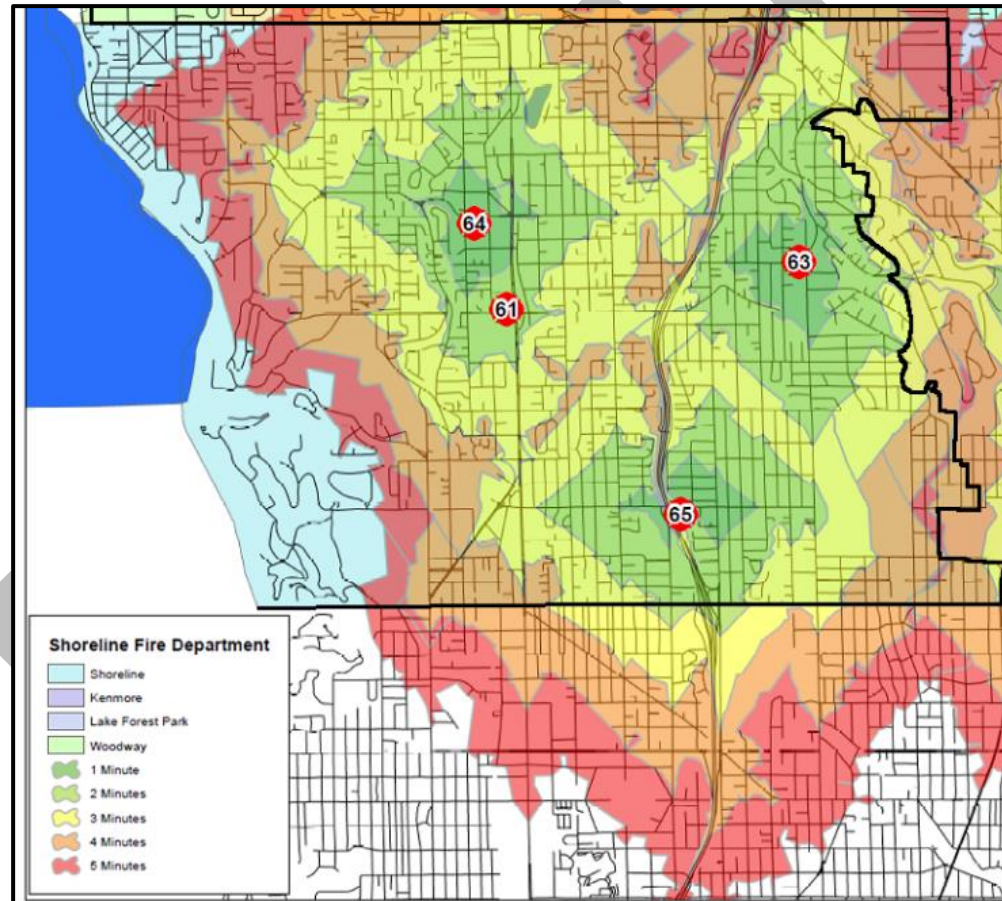 64
63
61
65
Shoreline Fire Department
Shoreline
Kenmore
Lake Forest Park
Woodway
1 Minute
2 Minutes
3 Minutes
4 Minutes
5 Minutes